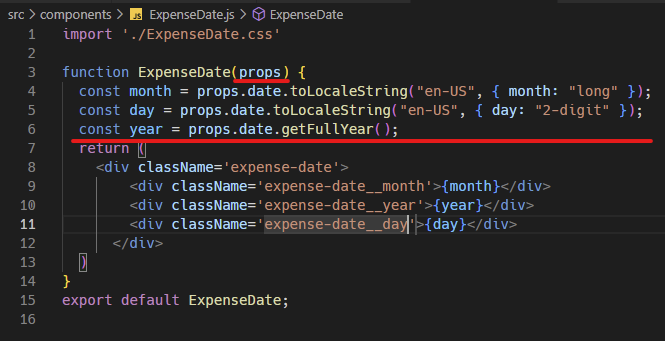 src > components > JS ExpenseDate.js > ExpenseDate
1 import './ExpenseDate.css'
2
3 function ExpenseDate(props) {
4   const month = props.date.toLocaleString("en-US", { month: "long" });
5   const day = props.date.toLocaleString("en-US", { day: "2-digit" });
6   const year = props.date.getFullYear();
7   return (
8     <div className='expense-date'>
9         <div className='expense-date__month'>{month}</div>
10         <div className='expense-date__year'>{year}</div>
11         <div className='expense-date__day'>{day}</div>
12       </div>
13   )
14 }
15 export default ExpenseDate;
16